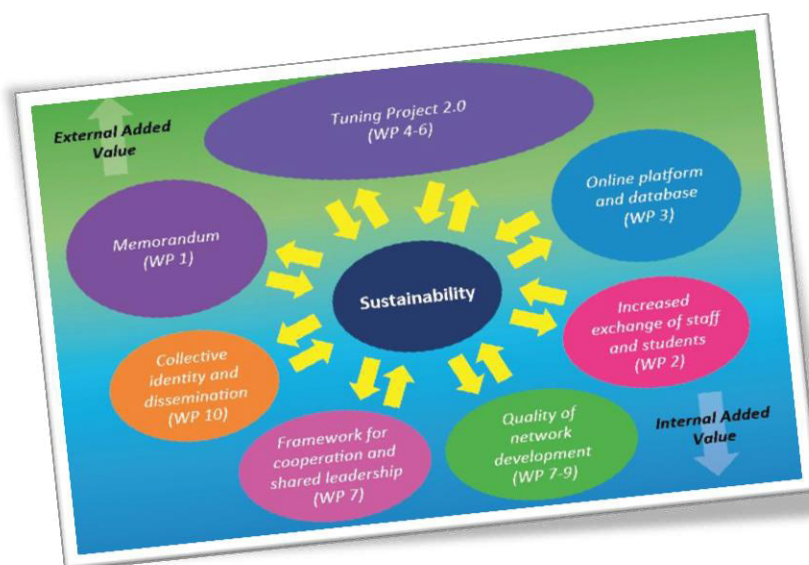 External Added
Value
Tuning Project 2.0
(WP 4-6)
Online platform
and database
(WP 3)
Memorandum
(WP 1)
Sustainability
Increased
exchange of staff
and students
(WP 2)
Collective
identity and
dissemination
(WP 10)
Framework for
cooperation and
shared leadership
(WP 7)
Quality of
network
development
(WP 7-9)
Internal Added
Value